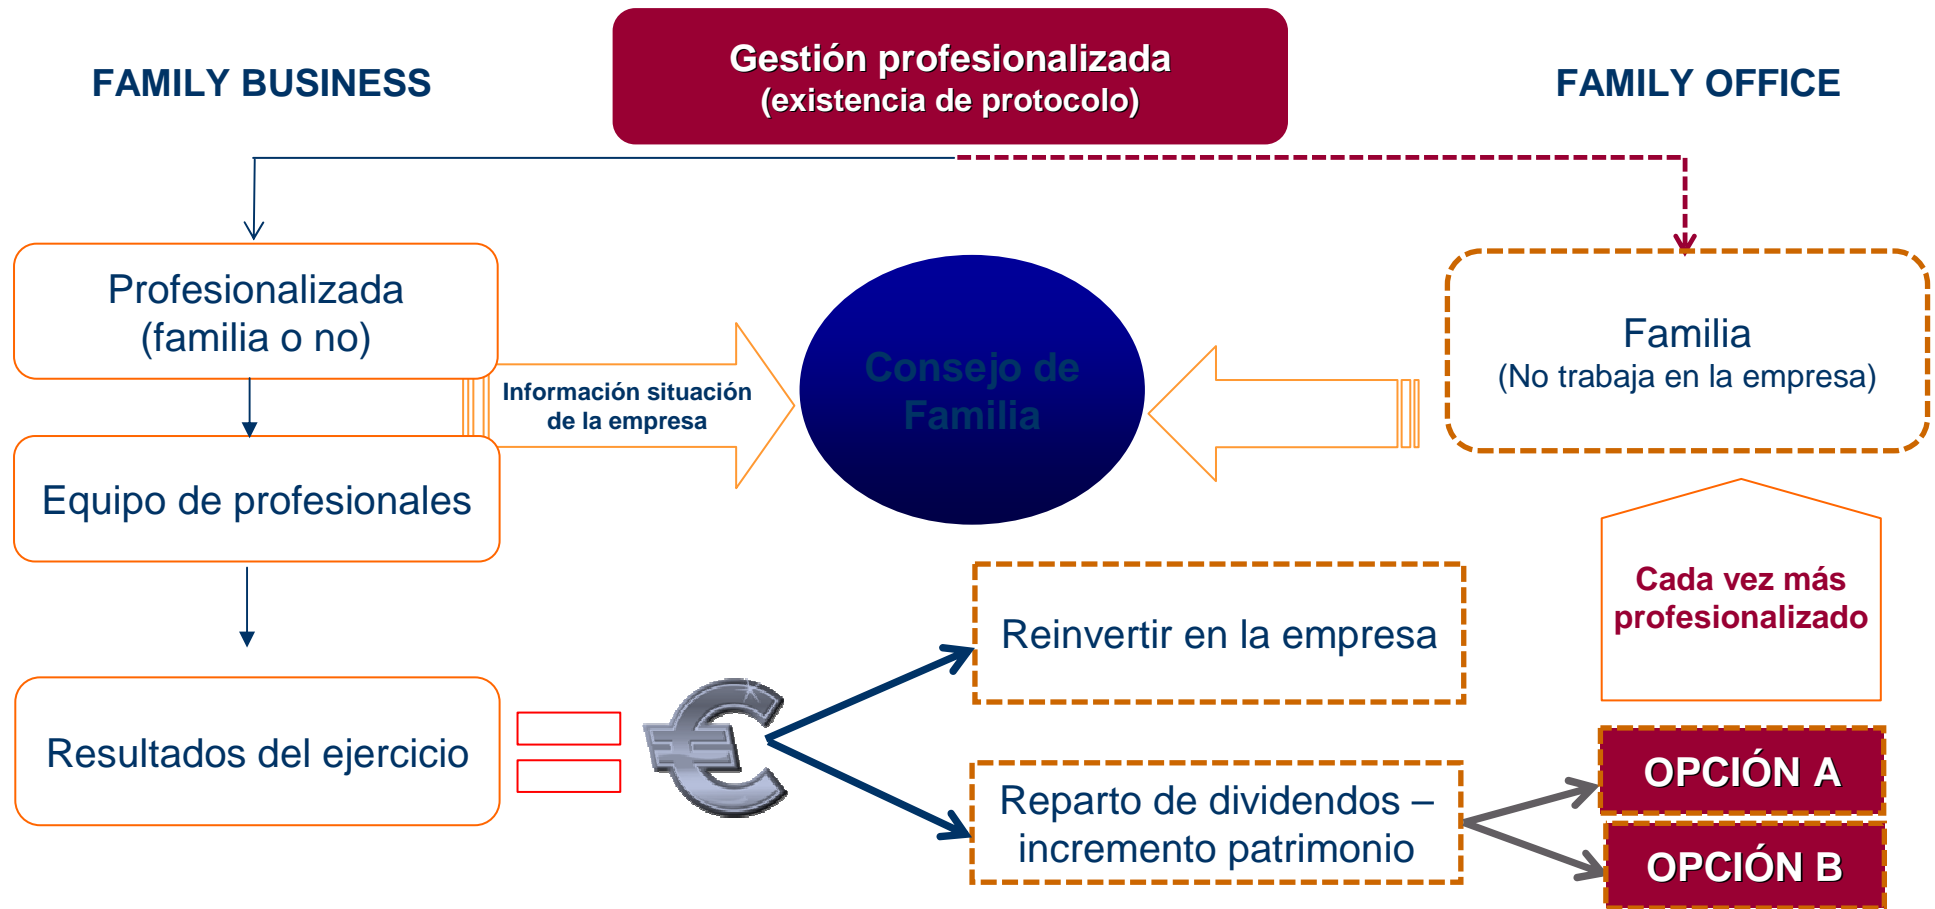 FAMILY BUSINESS
Gestión profesionalizada
(existencia de protocolo)
FAMILY OFFICE
Profesionalizada
(familia o no)
Información situación
de la empresa
Consejo de
Familia
Familia
(No trabaja en la empresa)
Equipo de profesionales
Cada vez más
profesionalizado
Reinvertir en la empresa
Resultados del ejercicio
€
Reparto de dividendos –
incremento patrimonio
OPCIÓN A
OPCIÓN B